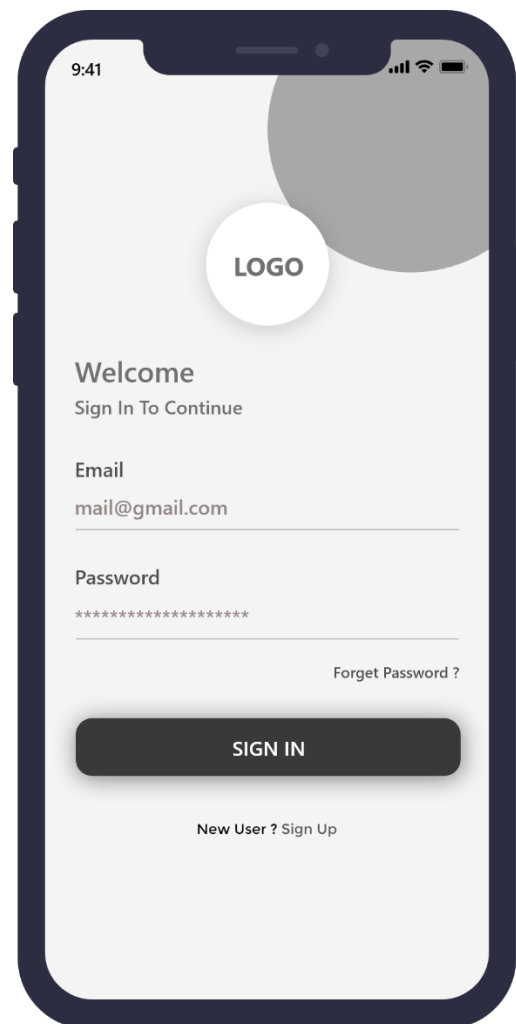 9:41
LOGO
Welcome
Sign In To Continue
Email
mail@gmail.com
Password
********************
Forget Password ?
SIGN IN
New User ? Sign Up